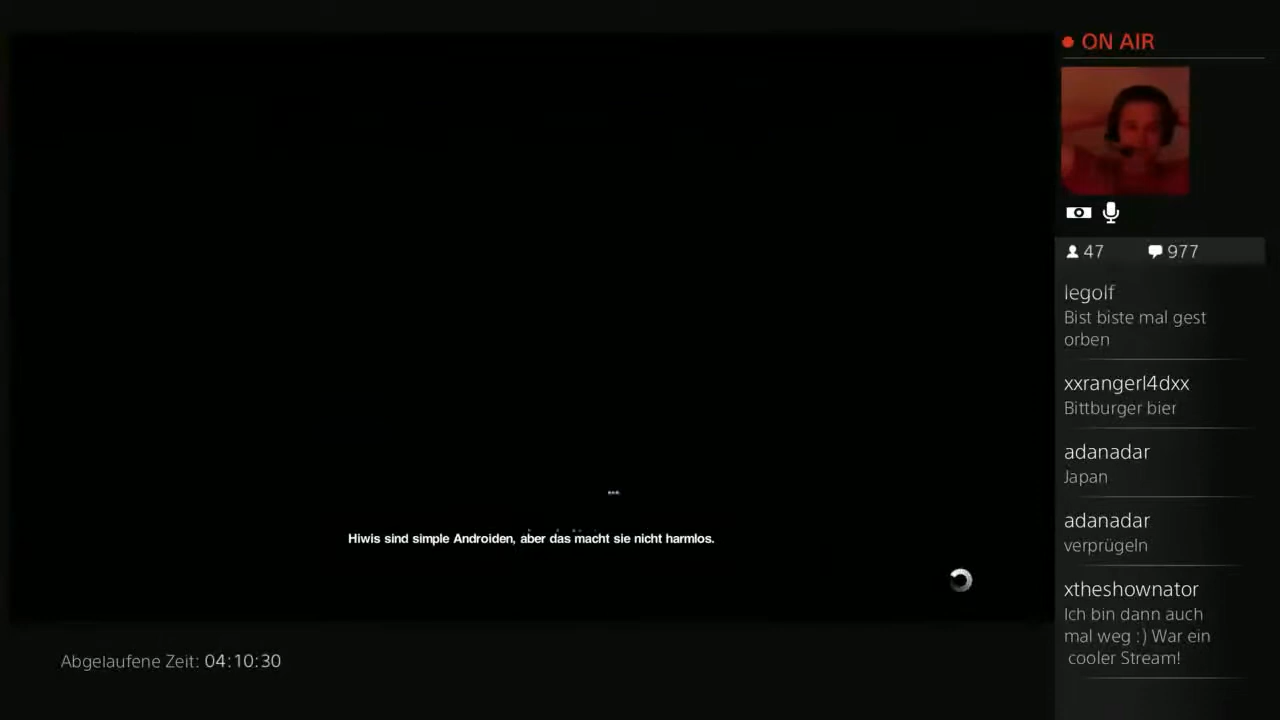 ON AIR
47 977
legolf
Bist biste mal gest
orben
xxrangerl4dxx
Bittburger bier
adanadar
Japan
adanadar
verprügeln
xtheshownator
Ich bin dann auch
mal weg :) War ein
cooler Stream!
...
Hiwis sind simple Androiden, aber das macht sie nicht harmlos.
Abgelaufene Zeit: 04:10:30